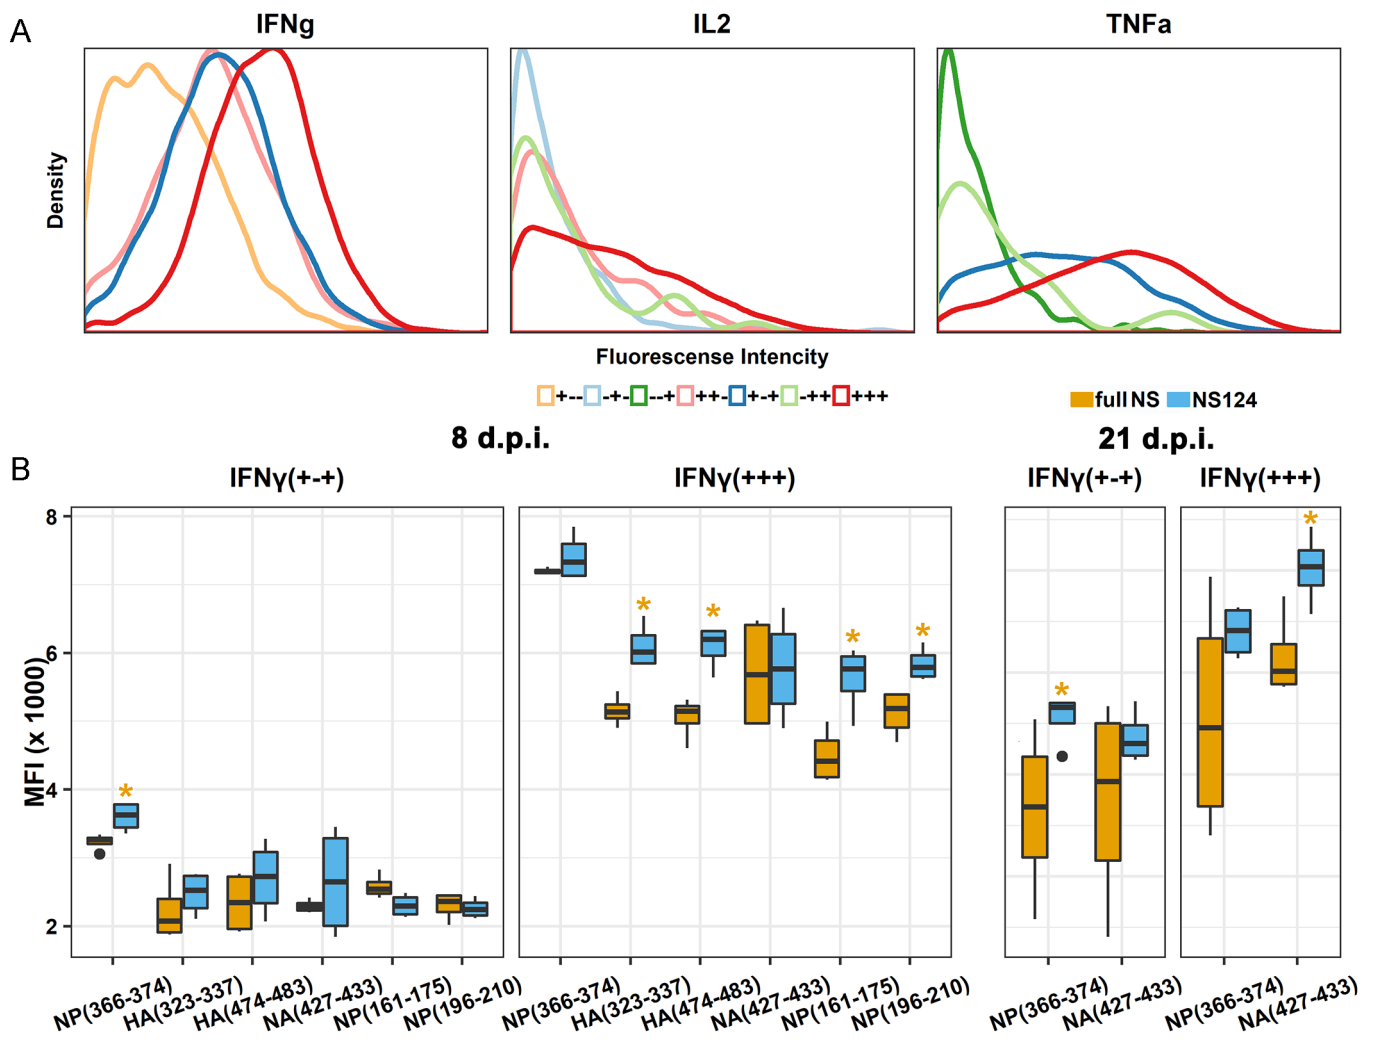 A
IFNg
IL2
TNFa
Density
Fluorescense Intencity
+-- -+- --+ ++- +-+ -++ +++
full NS NS124
8 d.p.i.
21 d.p.i.
B
IFNγ(+-+)
IFNγ(+++)
IFNγ(+-+)
IFNγ(+++)
MFI (x 1000)
8
6
4
2
* * * * * * *
NP(366-374)
HA(323-337)
HA(474-483)
NA(427-433)
NP(161-175)
NP(196-210)
NP(366-374)
HA(323-337)
HA(474-483)
NA(427-433)
NP(161-175)
NP(196-210)
NP(366-374)
NA(427-433)
NP(366-374)
NA(427-433)